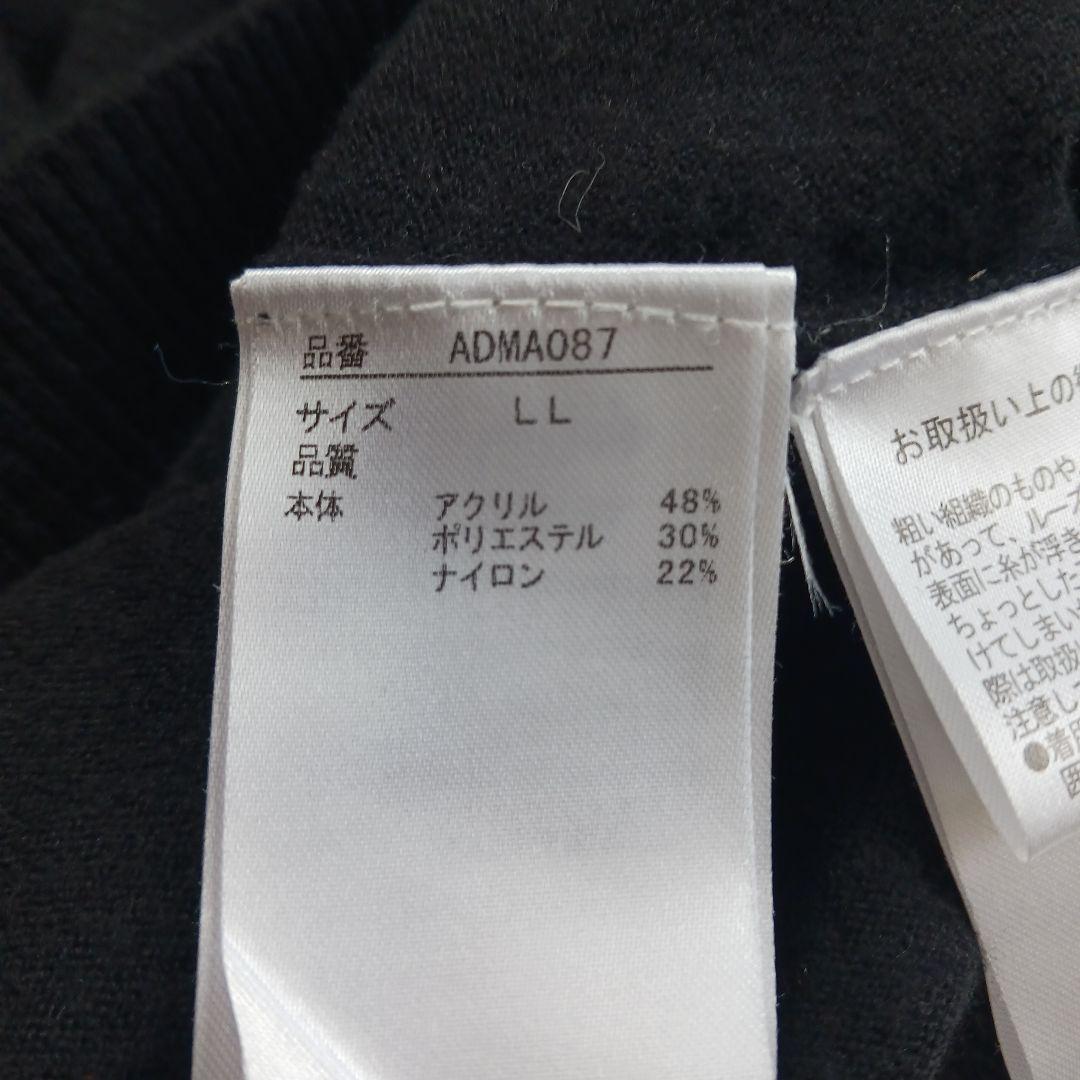 品番 ADMA087
サイズ LL
品質
本体 アクリル 48%
ポリエステル 30%
ナイロン 22%
お取扱い上の
粗い組織のものや、
があって、ルー
表面に糸が浮き
ちょっとした
けてしまい
際は取扱
注意し
●着用